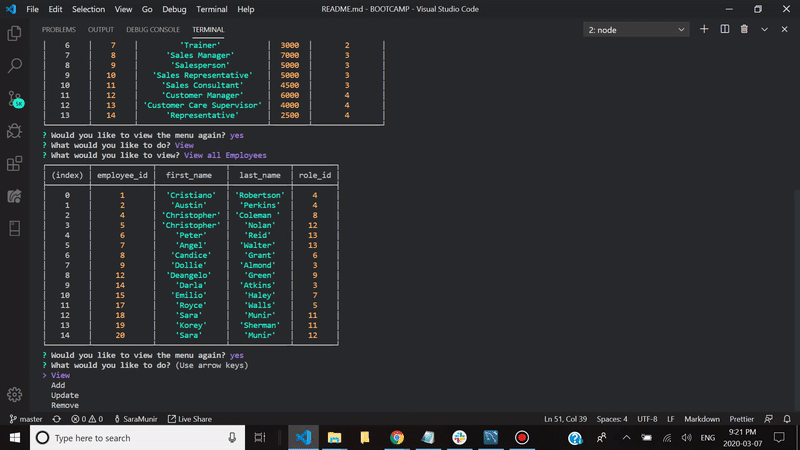 File Edit Selection View Go Debug Terminal Help README.md - BOOTCAMP - Visual Studio Code
PROBLEMS OUTPUT DEBUG CONSOLE TERMINAL 2: node
6 7 'Trainer' 3000 2
7 8 'Sales Manager' 7000 3
8 9 'Salesperson' 5000 3
9 10 'Sales Representative' 5000 3
10 11 'Sales Consultant' 4500 3
11 12 'Customer Manager' 6000 4
12 13 'Customer Care Supervisor' 4000 4
13 14 'Representative' 2500 4
? Would you like to view the menu again? yes
? What would you like to do? View
? What would you like to view? View all Employees
(index) employee_id first_name last_name role_id
0 1 'Cristiano' 'Robertson' 4
1 2 'Austin' 'Perkins' 4
2 4 'Christopher' 'Coleman ' 8
3 5 'Christopher' 'Nolan' 12
4 6 'Peter' 'Reid' 13
5 7 'Angel' 'Walter' 13
6 8 'Candice' 'Grant' 6
7 9 'Dollie' 'Almond' 3
8 12 'Deangelo' 'Green' 9
9 14 'Darla' 'Atkins' 3
10 15 'Emilio' 'Haley' 7
11 17 'Royce' 'Walls' 5
12 18 'Sara' 'Munir' 11
13 19 'Korey' 'Sherman' 11
14 20 'Sara' 'Munir' 12
? Would you like to view the menu again? yes
? What would you like to do? (Use arrow keys)
> View
Add
Update
Remove
master 0 0 SaraMunir Live Share Ln 51, Col 39 Spaces: 4 UTF-8 LF Markdown Prettier
Type here to search ENG 9:21 PM
2020-03-07